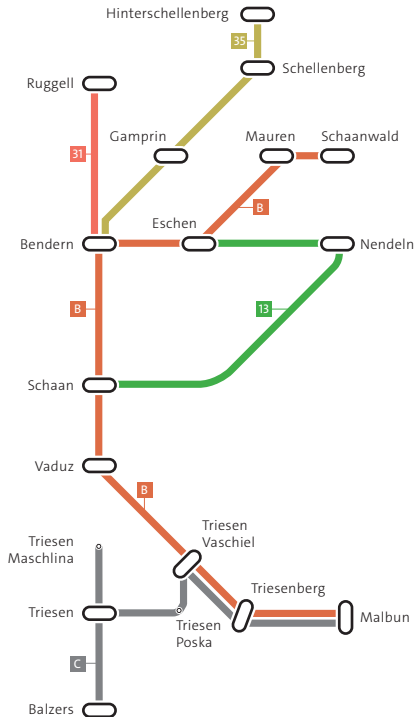 Hinterschellenberg
35
Schellenberg
Ruggell
Gamprin
Mauren
Schaanwald
31
B
Eschen
Bendern
Nendeln
B
13
Schaan
Vaduz
B
Triesen
Vaschiel
Triesen
Maschlina
Triesenberg
Triesen
Malbun
Triesen
Poska
C
Balzers